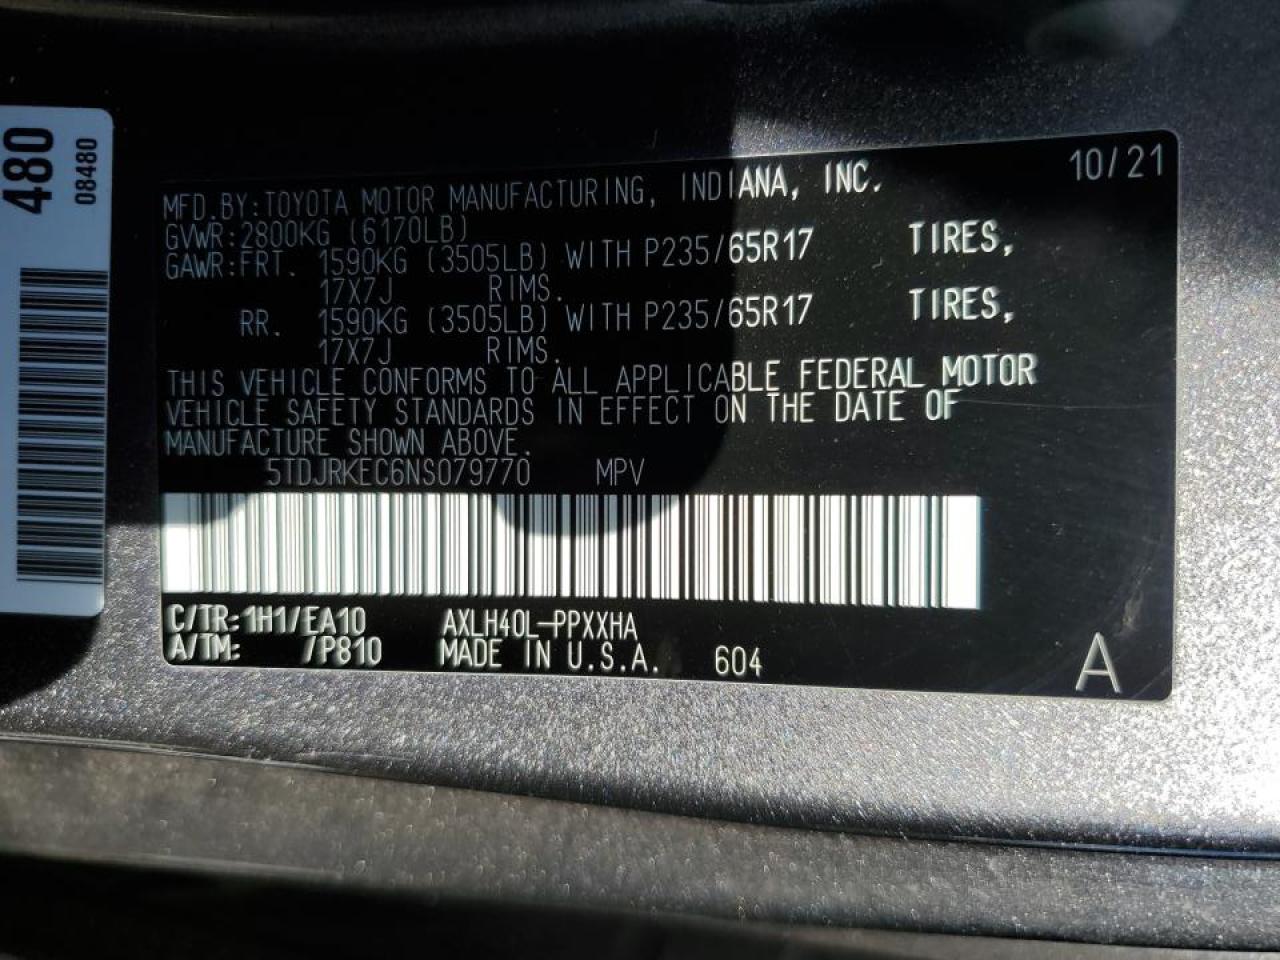 480
08480
10/21
MFD.BY:TOYOTA MOTOR MANUFACTURING, INDIANA, INC.
GVWR:2800KG (6170LB)
GAWR:FRT. 1590KG (3505LB) WITH P235/65R17 TIRES,
17X7J RIMS.
RR. 1590KG (3505LB) WITH P235/65R17 TIRES,
17X7J RIMS.
THIS VEHICLE CONFORMS TO ALL APPLICABLE FEDERAL MOTOR
VEHICLE SAFETY STANDARDS IN EFFECT ON THE DATE OF
MANUFACTURE SHOWN ABOVE.
5TDJRKEC6NS079770 MPV
C/TR:1H1/EA10 AXLH40L-PPXXHA
A/TM: /P810 MADE IN U.S.A. 604
A